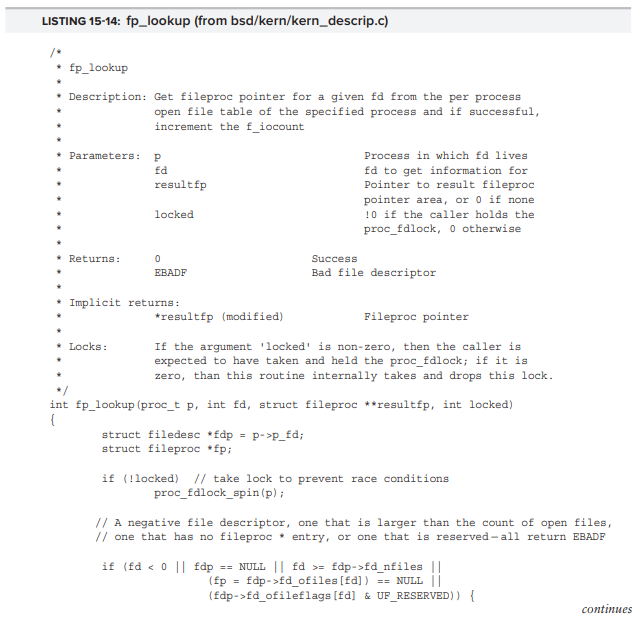 LISTING 15-14: fp_lookup (from bsd/kern/kern_descrip.c)
/*
* fp_lookup
*
* Description: Get fileproc pointer for a given fd from the per process
* open file table of the specified process and if successful,
* increment the f_iocount
*
* Parameters: p Process in which fd lives
* fd fd to get information for
* resultfp Pointer to result fileproc
* pointer area, or 0 if none
* locked !0 if the caller holds the
* proc_fdlock, 0 otherwise
*
* Returns: 0 Success
* EBADF Bad file descriptor
*
* Implicit returns:
* *resultfp (modified) Fileproc pointer
*
* Locks: If the argument 'locked' is non-zero, then the caller is
* expected to have taken and held the proc_fdlock; if it is
* zero, than this routine internally takes and drops this lock.
*/
int fp_lookup(proc_t p, int fd, struct fileproc **resultfp, int locked)
{
struct filedesc *fdp = p->p_fd;
struct fileproc *fp;
if (!locked) // take lock to prevent race conditions
proc_fdlock_spin(p);
// A negative file descriptor, one that is larger than the count of open files,
// one that has no fileproc * entry, or one that is reserved—all return EBADF
if (fd < 0 || fdp == NULL || fd >= fdp->fd_nfiles ||
(fp = fdp->fd_ofiles[fd]) == NULL ||
(fdp->fd_ofileflags[fd] & UF_RESERVED)) {
continues